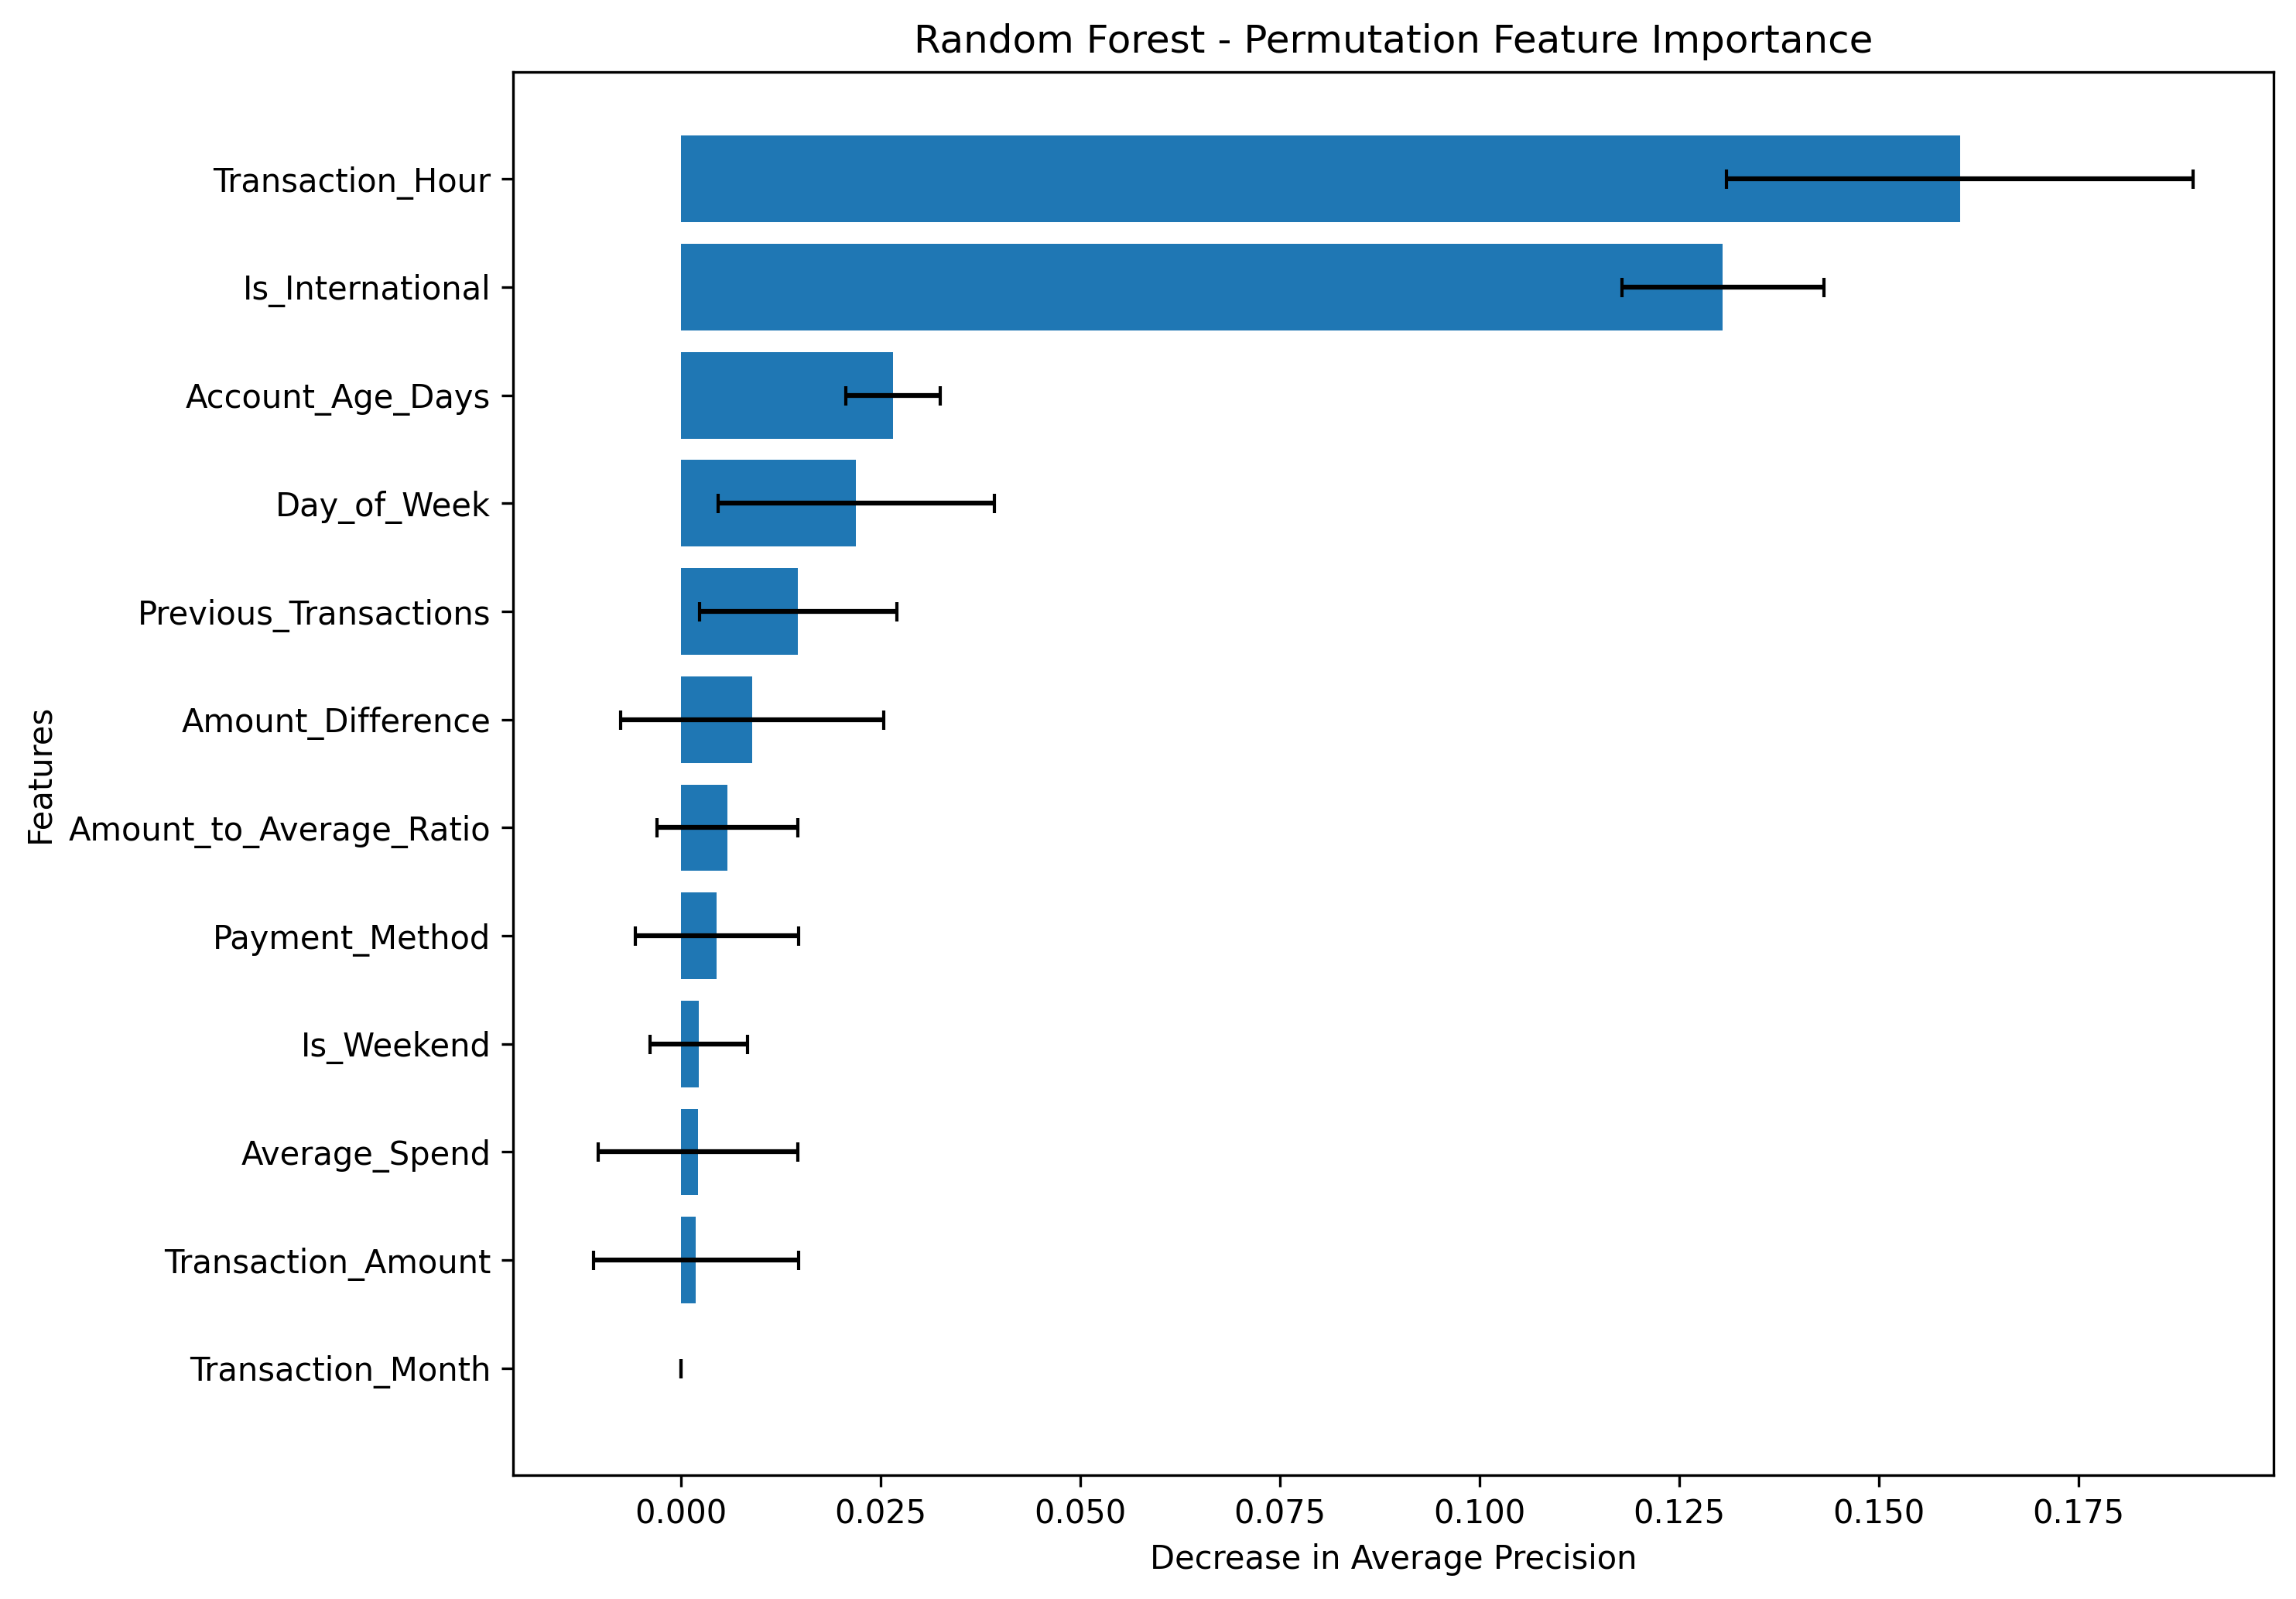 Random Forest - Permutation Feature Importance
Transaction_Hour
Is_International
Account_Age_Days
Day_of_Week
Previous_Transactions
Amount_Difference
Amount_to_Average_Ratio
Payment_Method
Is_Weekend
Average_Spend
Transaction_Amount
Transaction_Month
Features
0.000 0.025 0.050 0.075 0.100 0.125 0.150 0.175
Decrease in Average Precision